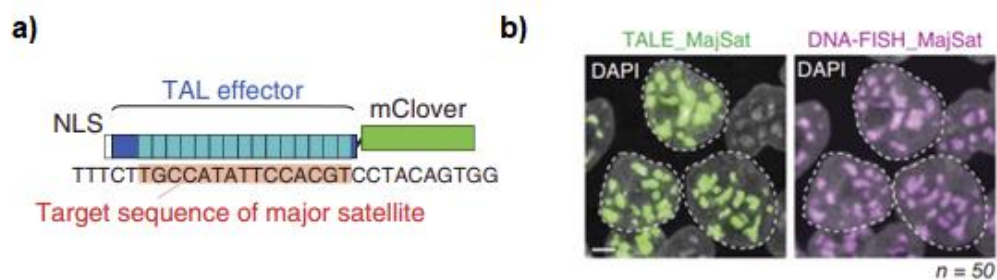 a)
TAL effector
NLS
mClover
TTTCTTGCCATATTCCACGTCCTACAGTGG
Target sequence of major satellite
b)
TALE_MajSat
DNA-FISH_MajSat
DAPI
DAPI
n = 50